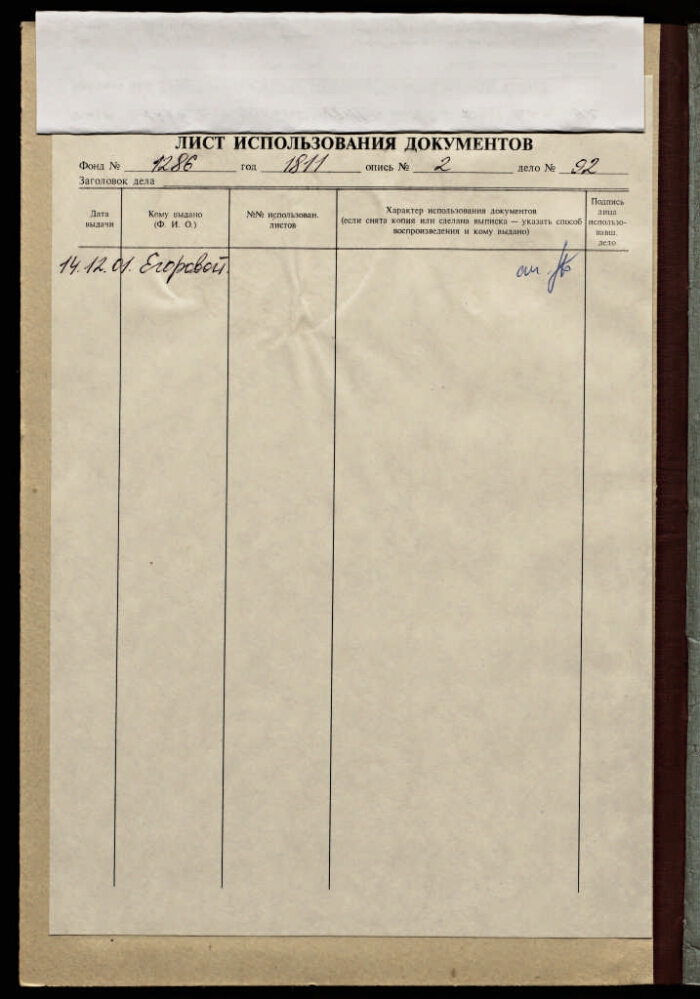 ЛИСТ ИСПОЛЬЗОВАНИЯ ДОКУМЕНТОВ
Фонд № 1286 год 1811 опись № 2 дело № 92
Заголовок дела
Дата
выдачи
Кому выдано
(Ф. И. О.)
№№ использован.
листов
Характер использования документов
(если снята копия или сделана выписка — указать способ
воспроизведения и кому выдано)
Подпись
лица
использо-
вавш.
дело
14.12.01. Егоровой.